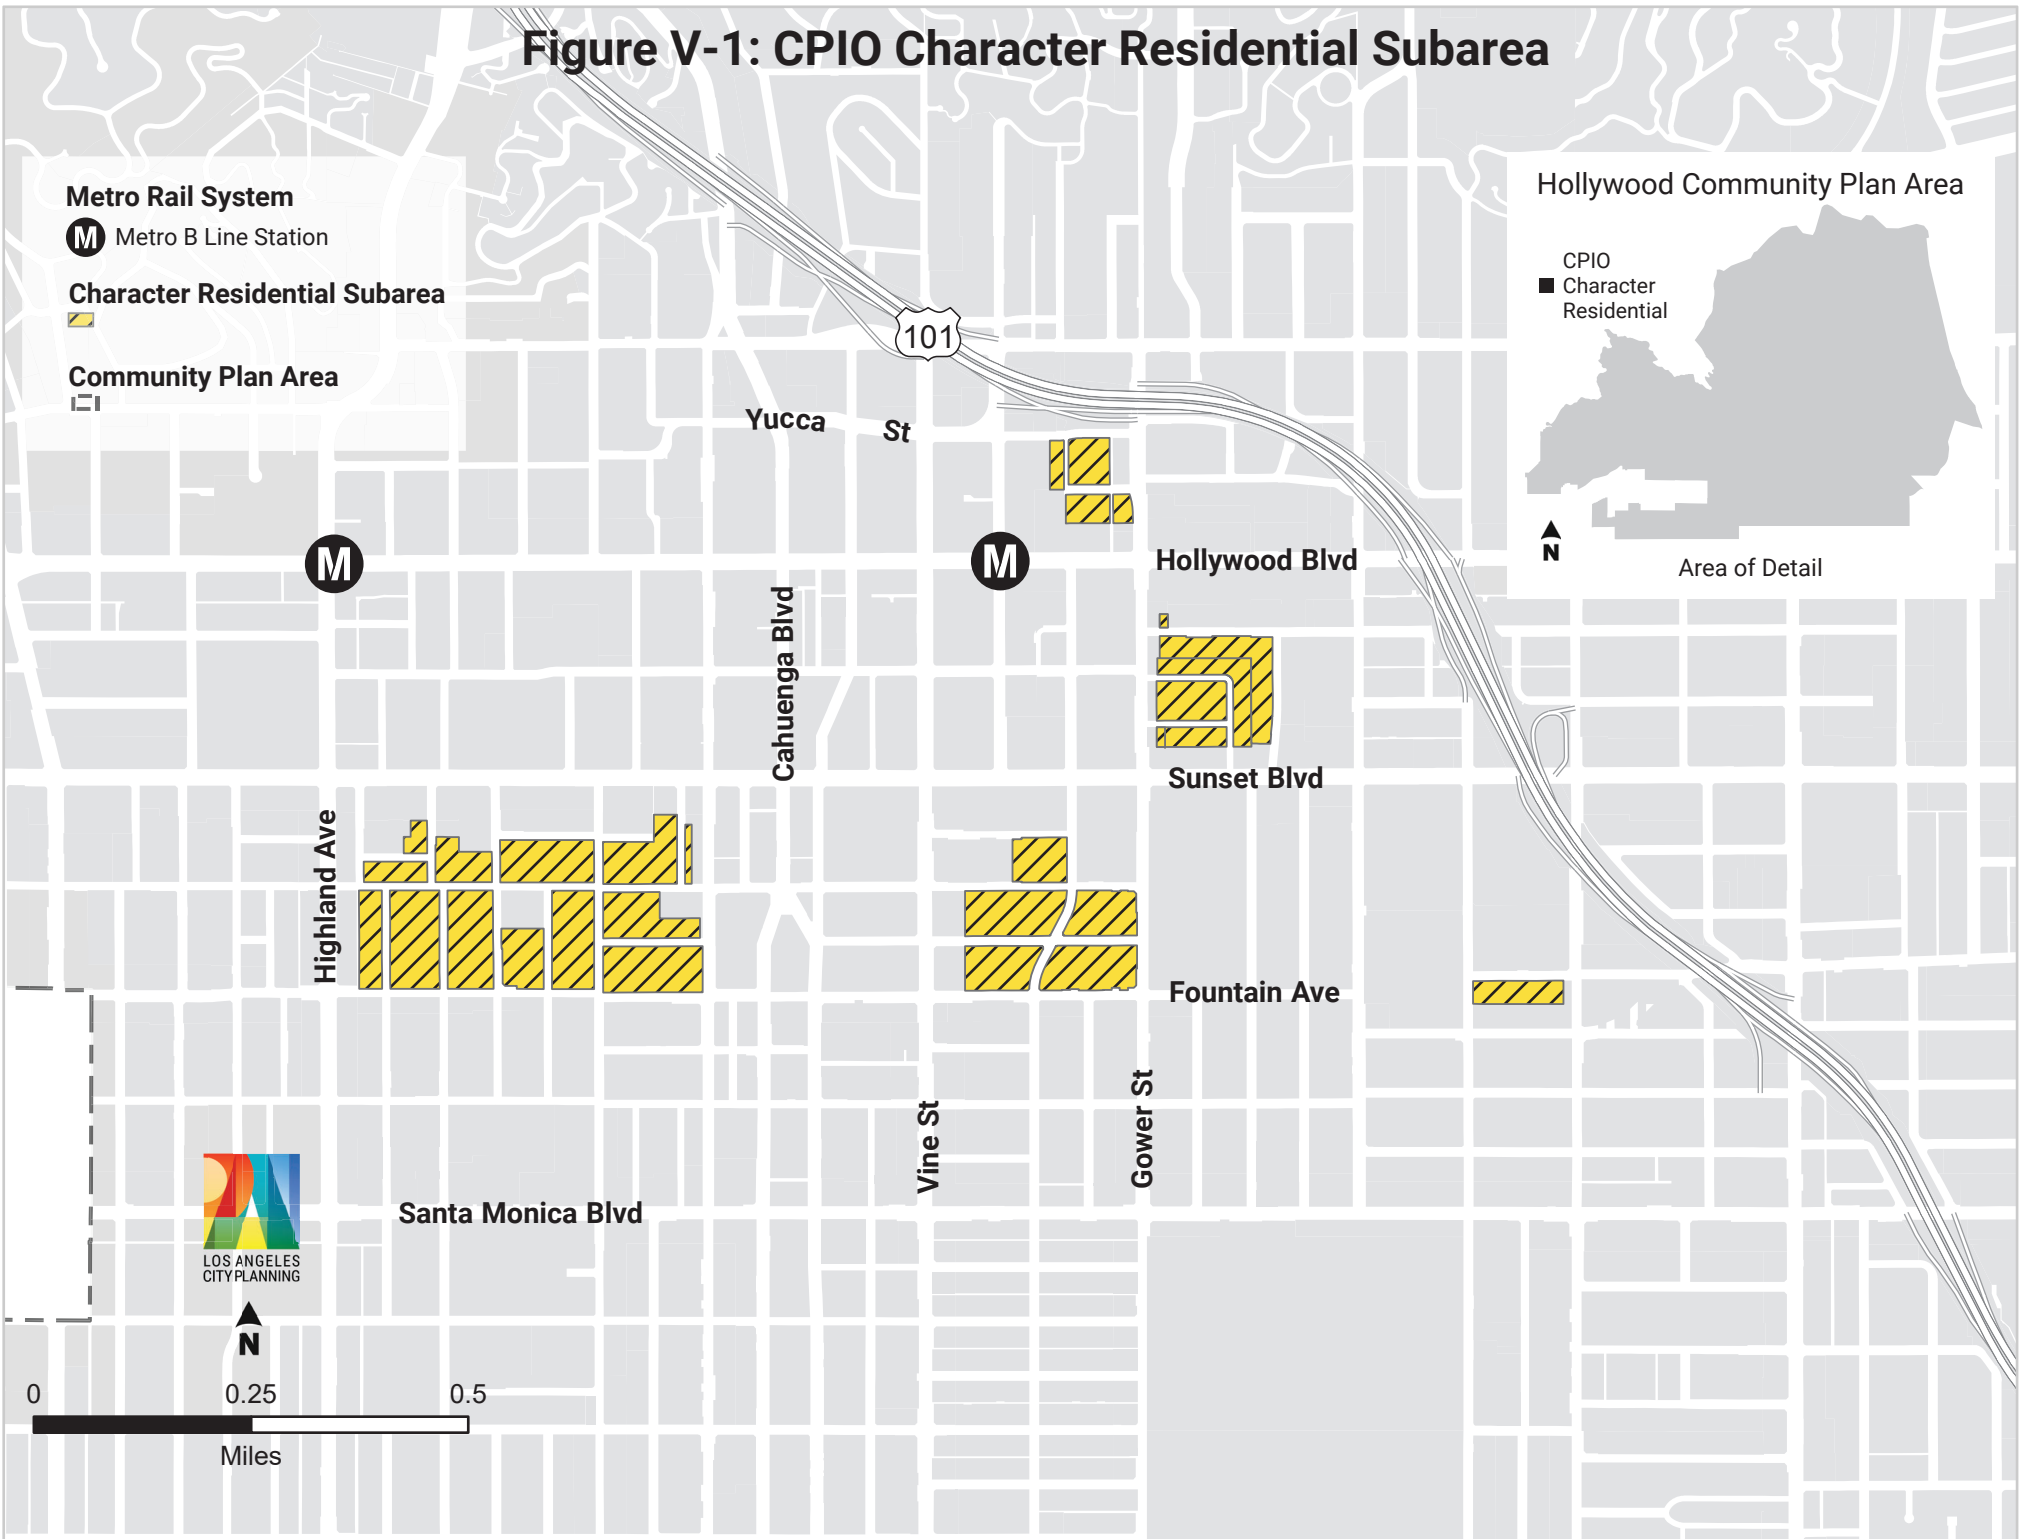 Figure V-1: CPIO Character Residential Subarea
Metro Rail System
M Metro B Line Station
Character Residential Subarea
Community Plan Area
Hollywood Community Plan Area
CPIO
Character
Residential
N
Area of Detail
101
Yucca St
M
M
Hollywood Blvd
Cahuenga Blvd
Sunset Blvd
Highland Ave
Fountain Ave
Vine St
Gower St
Santa Monica Blvd
LOS ANGELES
CITY PLANNING
N
0 0.25 0.5
Miles